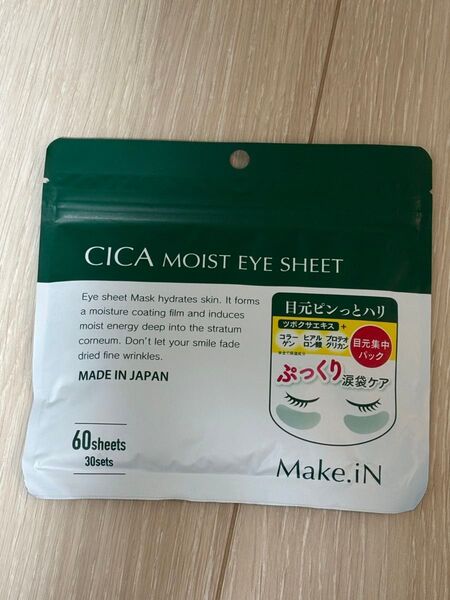 CICA MOIST EYE SHEET
Eye sheet Mask hydrates skin. It forms
a moisture coating film and induces
moist energy deep into the stratum
corneum. Don't let your smile fade
dried fine wrinkles.
MADE IN JAPAN
60sheets
30sets
目元ピンっとハリ
ツボクサエキス +
コラー ヒアル プロテオ
ゲン ロン酸 グリカン
目元集中
パック
ぷっくり涙袋ケア
Make.iN